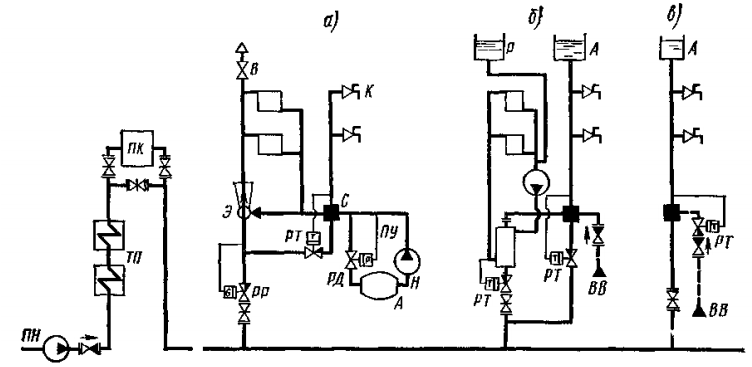 а)
б)
в)
В
К
Р
А
А
ПК
Э
С
РТ
ПУ
ТП
РД
Н
А
РР
РТ
РТ
ВВ
РТ
ВВ
ПН